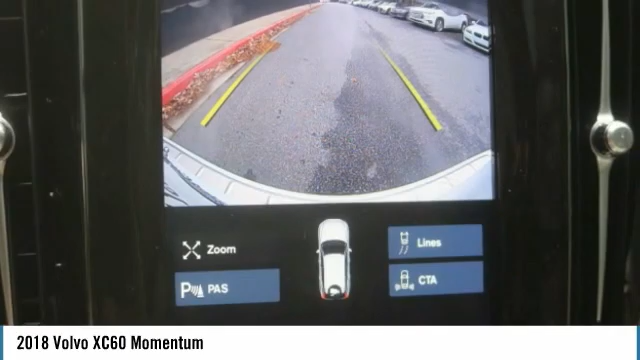 Zoom
Lines
PAS
CTA
2018 Volvo XC60 Momentum